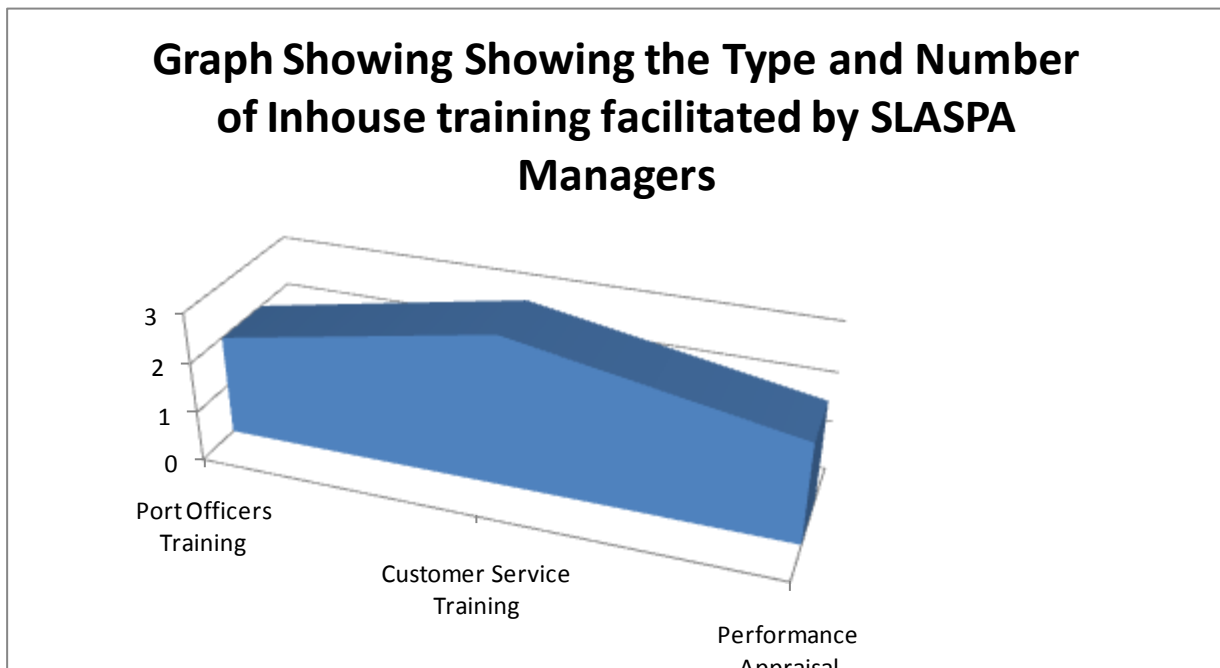 Graph Showing Showing the Type and Number
of Inhouse training facilitated by SLASPA
Managers
3
2
1
0
Port Officers
Training
Customer Service
Training
Performance
Appraisal